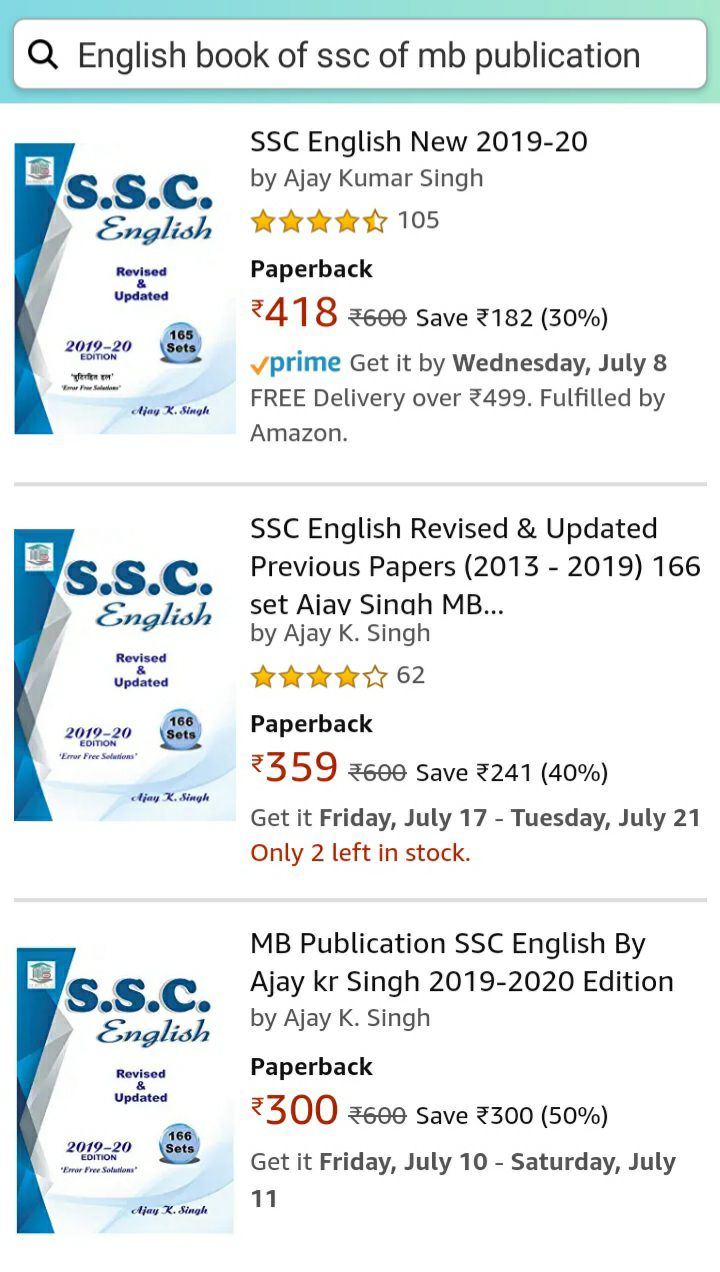 English book of ssc of mb publication
S.S.C.
English
Revised
&
Updated
2019-20
EDITION
165
Sets
'त्रुटिरहित हल'
'Error Free Solutions'
Ajay K. Singh
SSC English New 2019-20
by Ajay Kumar Singh
105
Paperback
₹418 ₹600 Save ₹182 (30%)
prime Get it by Wednesday, July 8
FREE Delivery over ₹499. Fulfilled by
Amazon.
S.S.C.
English
Revised
&
Updated
2019-20
EDITION
166
Sets
'Error Free Solutions'
Ajay K. Singh
SSC English Revised & Updated
Previous Papers (2013 - 2019) 166
set Ajay Singh MB...
by Ajay K. Singh
62
Paperback
₹359 ₹600 Save ₹241 (40%)
Get it Friday, July 17 - Tuesday, July 21
Only 2 left in stock.
S.S.C.
English
Revised
&
Updated
2019-20
EDITION
166
Sets
'Error Free Solutions'
Ajay K. Singh
MB Publication SSC English By
Ajay kr Singh 2019-2020 Edition
by Ajay K. Singh
Paperback
₹300 ₹600 Save ₹300 (50%)
Get it Friday, July 10 - Saturday, July
11